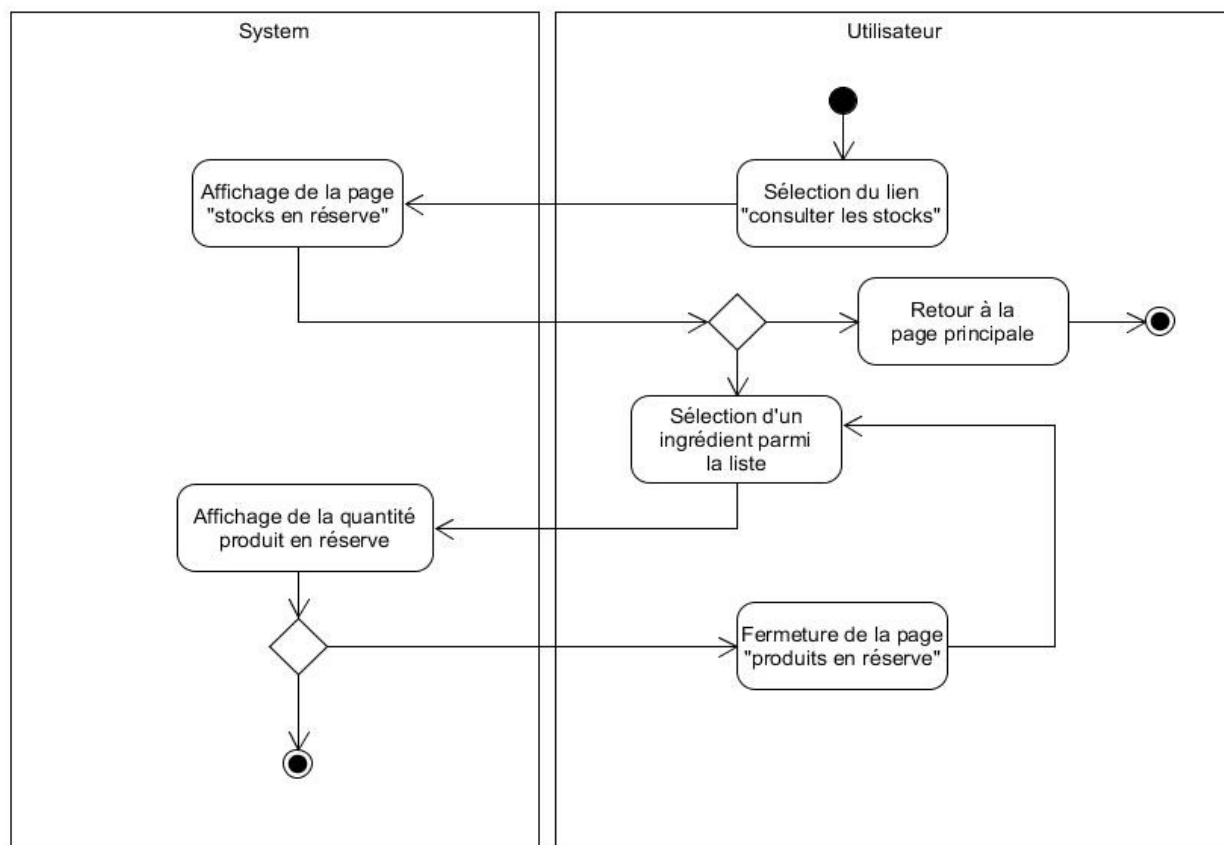 System
Utilisateur
Sélection du lien
"consulter les stocks"
Affichage de la page
"stocks en réserve"
Retour à la
page principale
Sélection d'un
ingrédient parmi
la liste
Affichage de la quantité
produit en réserve
Fermeture de la page
"produits en réserve"